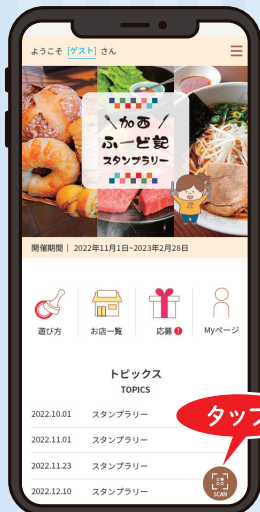 ようこそ [ゲスト] さん
加西
ふーど記
スタンプラリー
開催期間｜ 2022年11月1日~2023年2月28日
遊び方 お店一覧 応募 ! Myページ
トピックス
TOPICS
2022.10.01 スタンプラリー
2022.11.01 スタンプラリー
2022.11.23 スタンプラリー
2022.12.10 スタンプラリー
タップ
SCAN